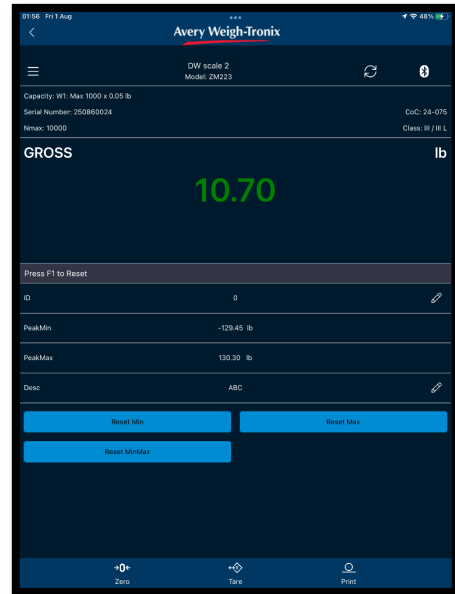 01:56 Fri 1 Aug
48%
Avery Weigh-Tronix
DW scale 2
Model: ZM223
Capacity: W1: Max 1000 x 0.05 lb
Serial Number: 250860024
CoC: 24-075
Nmax: 10000
Class: III / III L
GROSS
lb
10.70
Press F1 to Reset
ID 0
PeakMin -129.45 lb
PeakMax 130.30 lb
Desc ABC
Reset Min
Reset Max
Reset MinMax
→0←
Zero
Tare
Print